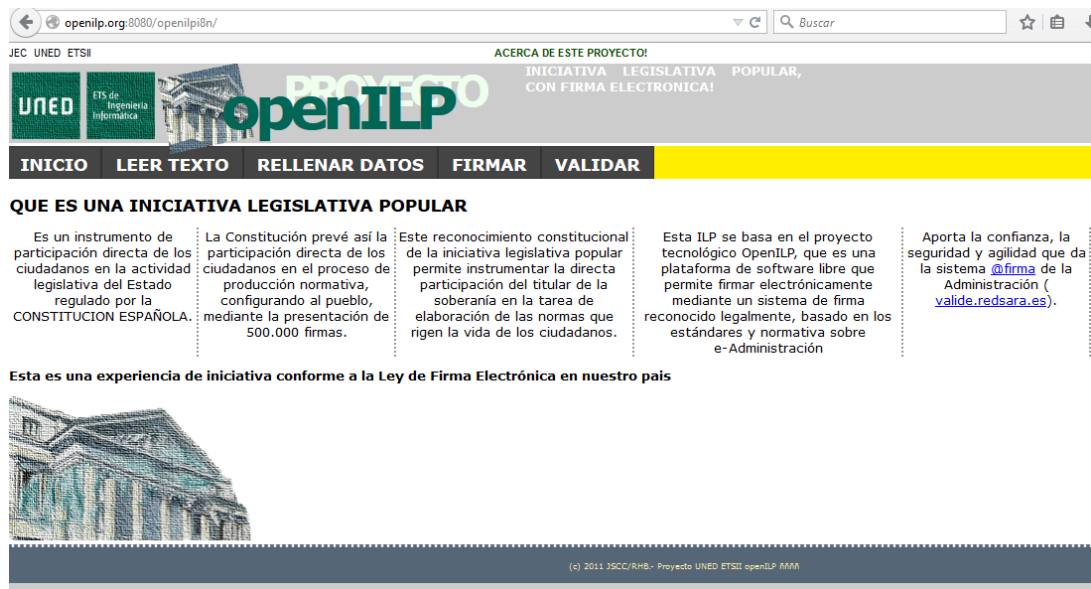 openilp.org:8080/openilpi8n/
Buscar
JEC UNED ETSII
ACERCA DE ESTE PROYECTO!
UNED
ETS de
Ingeniería
Informática
PROYECTO
openILP
INICIATIVA LEGISLATIVA POPULAR,
CON FIRMA ELECTRONICA!
INICIO LEER TEXTO RELLENAR DATOS FIRMAR VALIDAR
QUE ES UNA INICIATIVA LEGISLATIVA POPULAR
Es un instrumento de
participación directa de los
ciudadanos en la actividad
legislativa del Estado
regulado por la
CONSTITUCION ESPAÑOLA.
La Constitución prevé así la
participación directa de los
ciudadanos en el proceso de
producción normativa,
configurando al pueblo,
mediante la presentación de
500.000 firmas.
Este reconocimiento constitucional
de la iniciativa legislativa popular
permite instrumentar la directa
participación del titular de la
soberanía en la tarea de
elaboración de las normas que
rigen la vida de los ciudadanos.
Esta ILP se basa en el proyecto
tecnológico OpenILP, que es una
plataforma de software libre que
permite firmar electrónicamente
mediante un sistema de firma
reconocido legalmente, basado en los
estándares y normativa sobre
e-Administración
Aporta la confianza, la
seguridad y agilidad que da
la sistema @firma de la
Administración (
valide.redsara.es).
Esta es una experiencia de iniciativa conforme a la Ley de Firma Electrónica en nuestro pais
(c) 2011 JSCC/RHB.- Proyecto UNED ETSII openILP